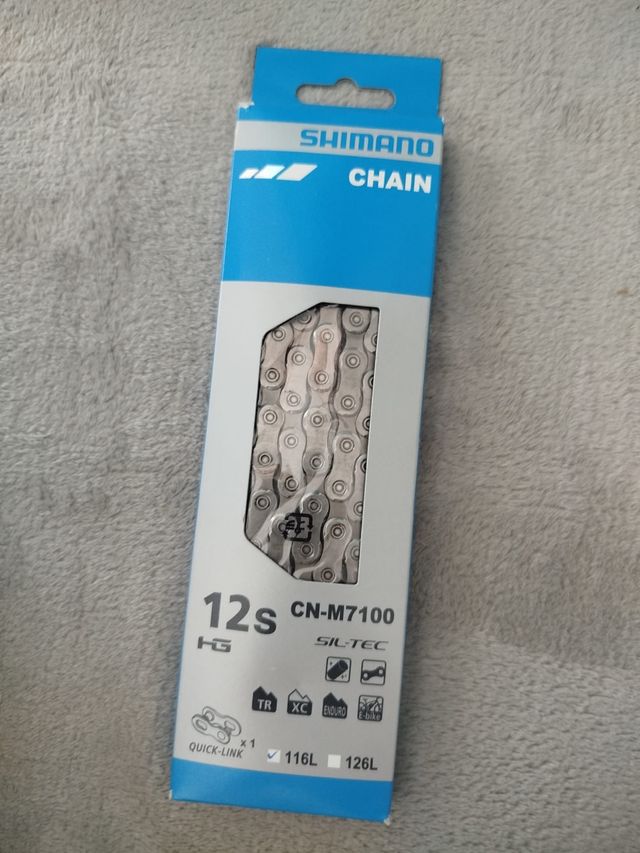 SHIMANO
CHAIN
12s CN-M7100
HG SIL-TEC
TR XC ENDURO E-bike
QUICK-LINK x 1
116L 126L